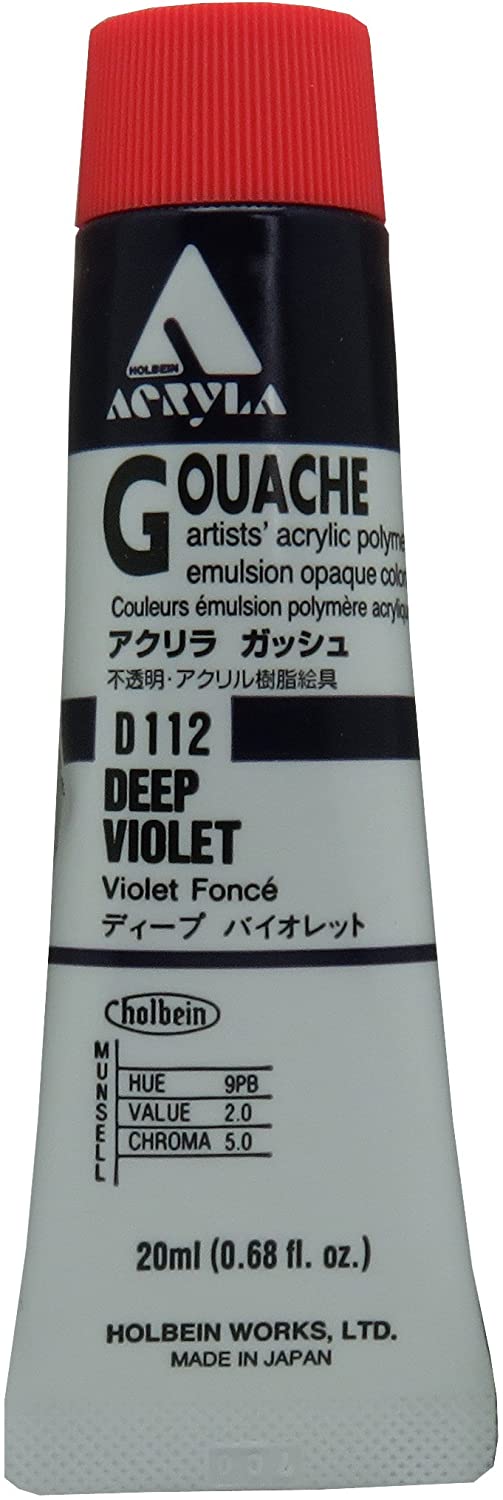 HOLBEIN
ACRYLA
GOUACHE
artists' acrylic
emulsion opaque
Couleurs émulsion polymère
アクリラ ガッシュ
不透明・アクリル樹脂絵具
D112
DEEP
VIOLET
Violet Foncé
ディープ バイオレット
holbein
MUNSELL
HUE 9PB
VALUE 2.0
CHROMA 5.0
20ml (0.68 fl. oz.)
HOLBEIN WORKS, LTD.
MADE IN JAPAN